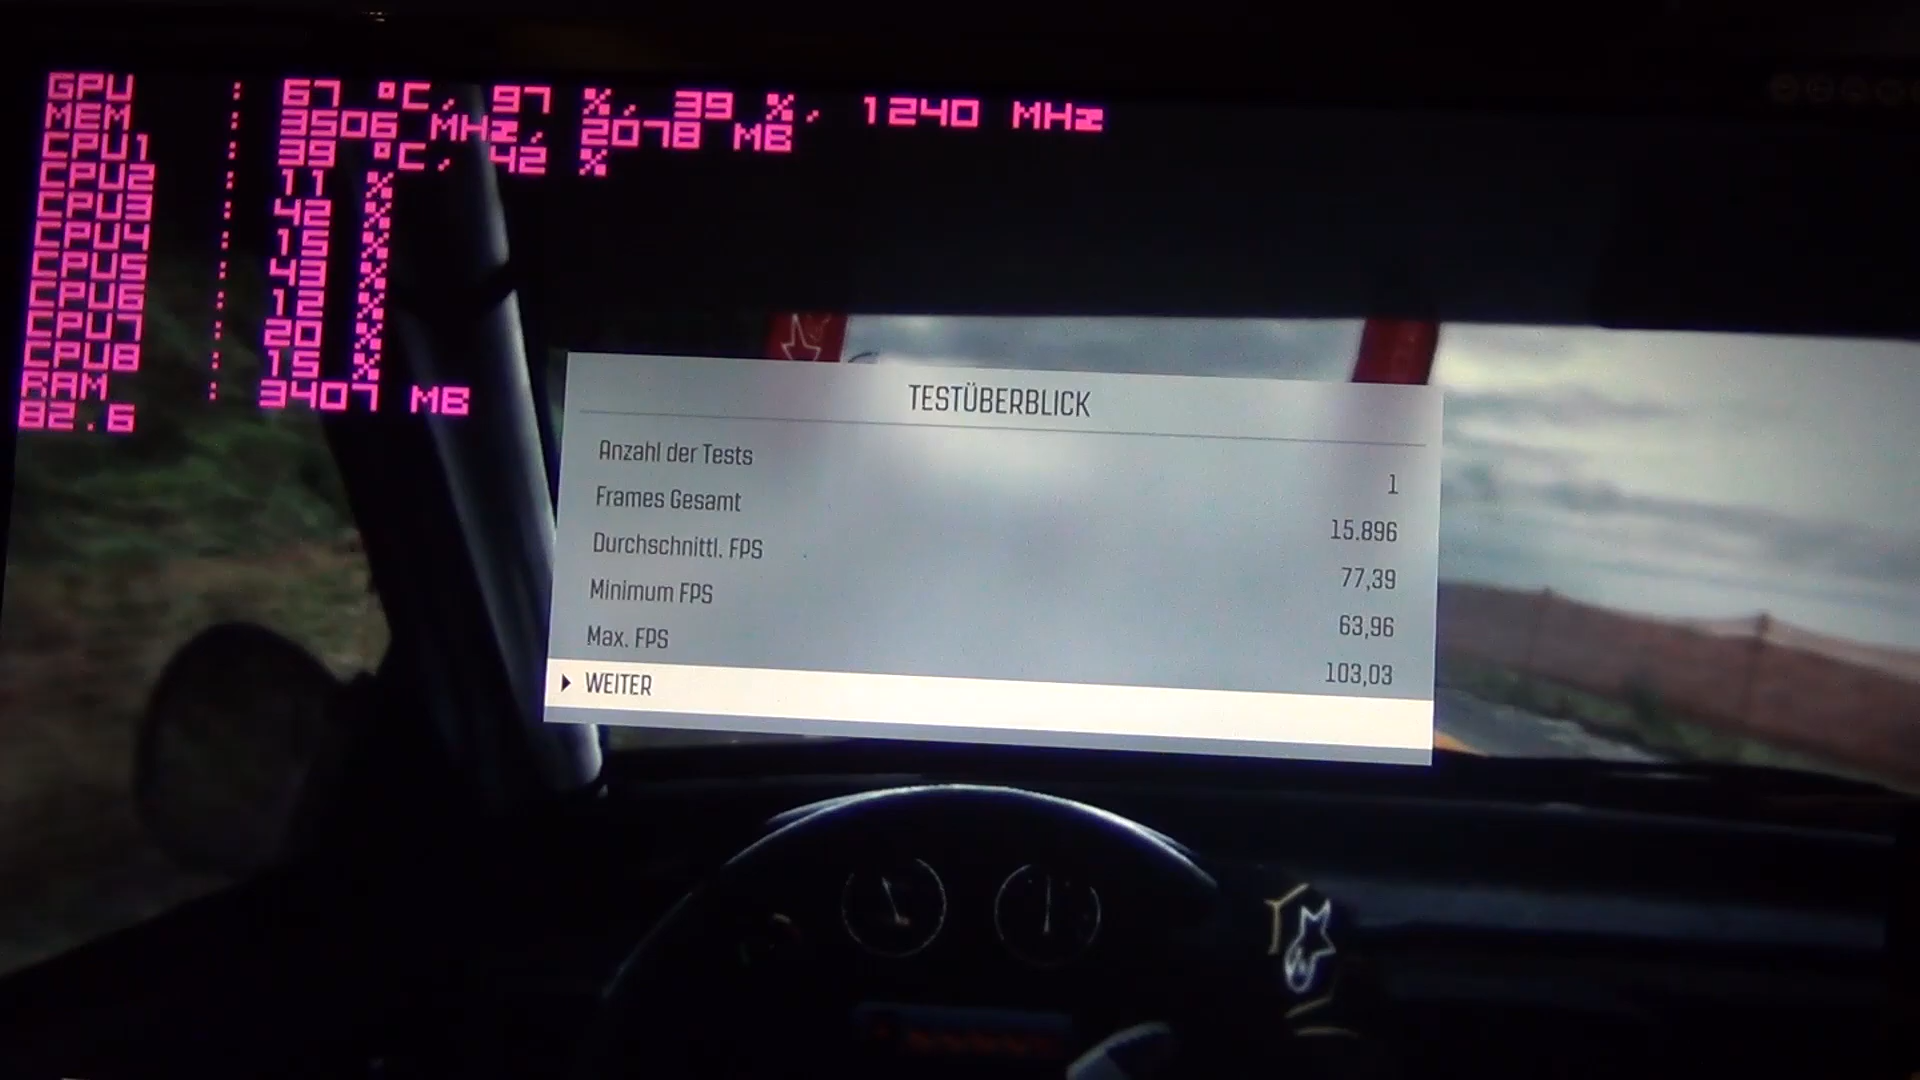 GPU : 67 °C, 97 %, 39 %, 1240 MHz
MEM : 3506 MHz, 2078 MB
CPU1 : 39 °C, 42 %
CPU2 : 11 %
CPU3 : 42 %
CPU4 : 15 %
CPU5 : 43 %
CPU6 : 12 %
CPU7 : 20 %
CPU8 : 15 %
RAM : 3407 MB
82.6
TESTÜBERBLICK
Anzahl der Tests 1
Frames Gesamt 15.896
Durchschnittl. FPS 77,39
Minimum FPS 63,96
Max. FPS 103,03
WEITER